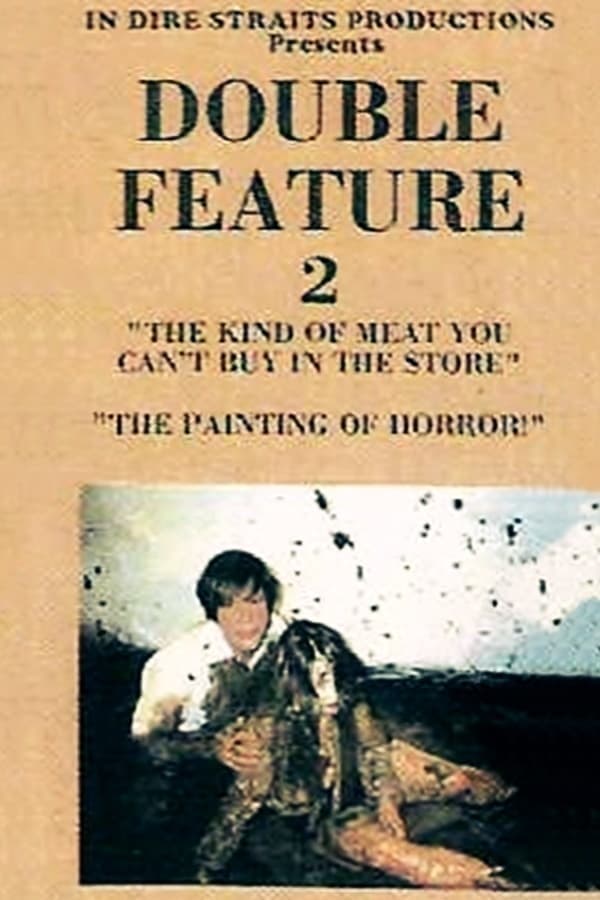 IN DIRE STRAITS PRODUCTIONS
Presents
DOUBLE
FEATURE
2
"THE KIND OF MEAT YOU
CAN'T BUY IN THE STORE"
"THE PAINTING OF HORROR!"